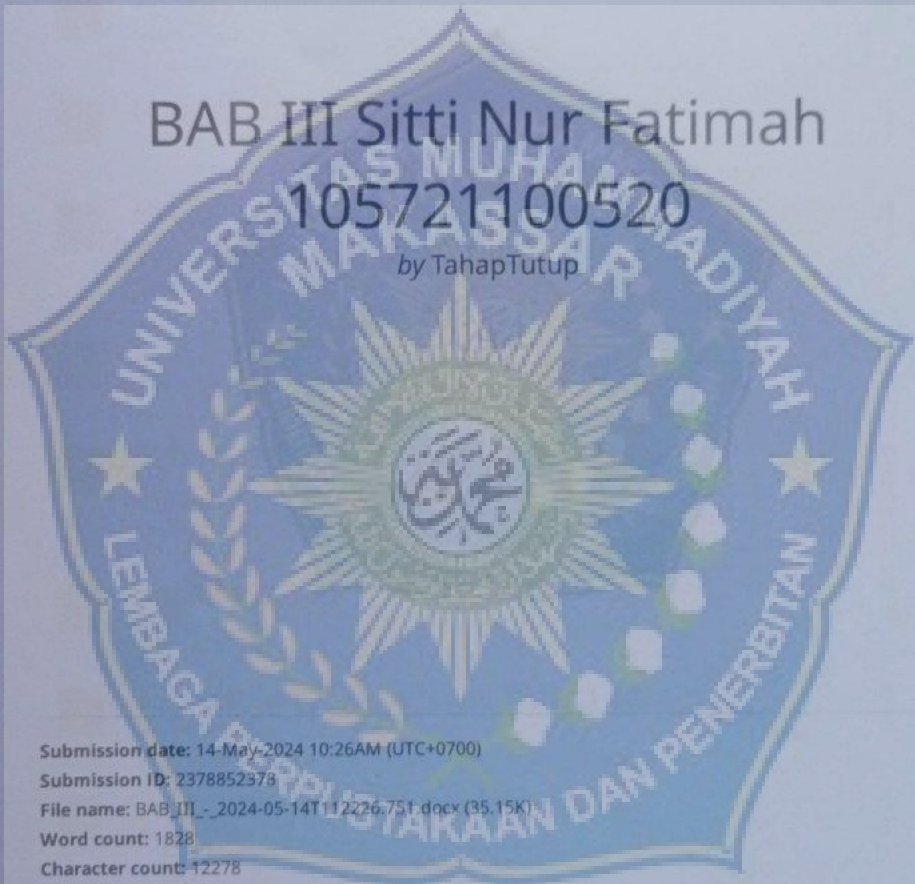 BAB III Sitti Nur Fatimah
105721100520
by TahapTutup
UNIVERSITAS MUHAMMADIYAH
MAKASSAR
LEMBAGA PERPUSTAKAAN DAN PENERBITAN
Submission date: 14-May-2024 10:26AM (UTC+0700)
Submission ID: 2378852373
File name: BAB_III_-_2024-05-14T112226.751.docx (35.15K)
Word count: 1828
Character count: 12278